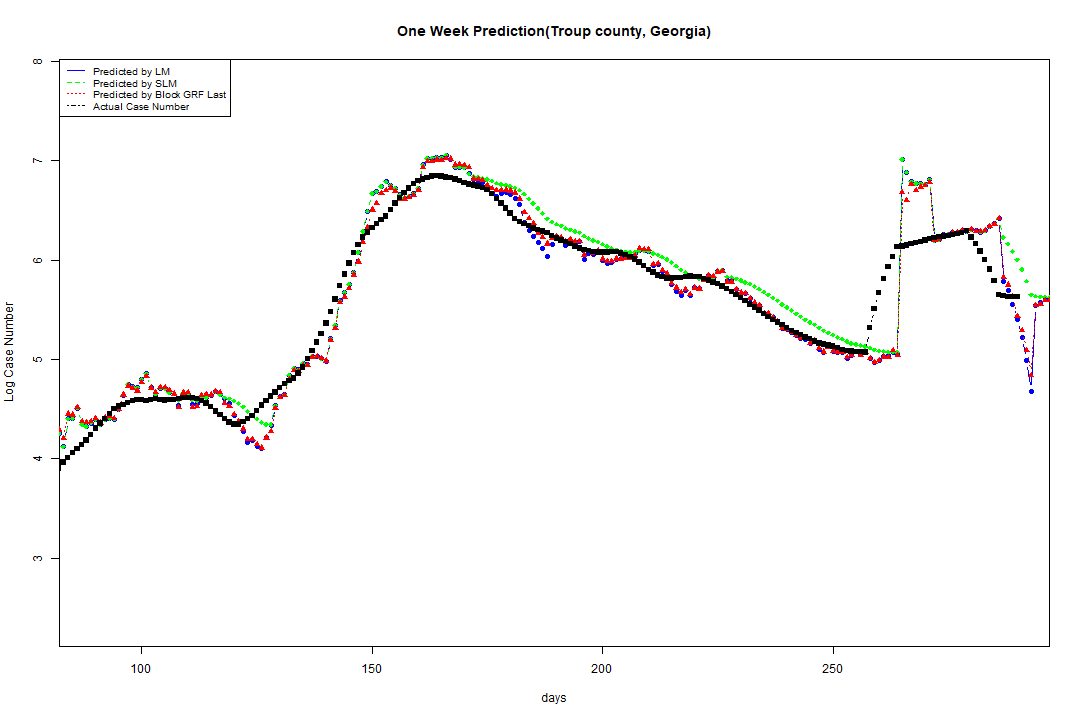 One Week Prediction(Troup county, Georgia)
Predicted by LM
Predicted by SLM
Predicted by Block GRF Last
Actual Case Number
8
7
6
5
4
3
Log Case Number
100 150 200 250
days